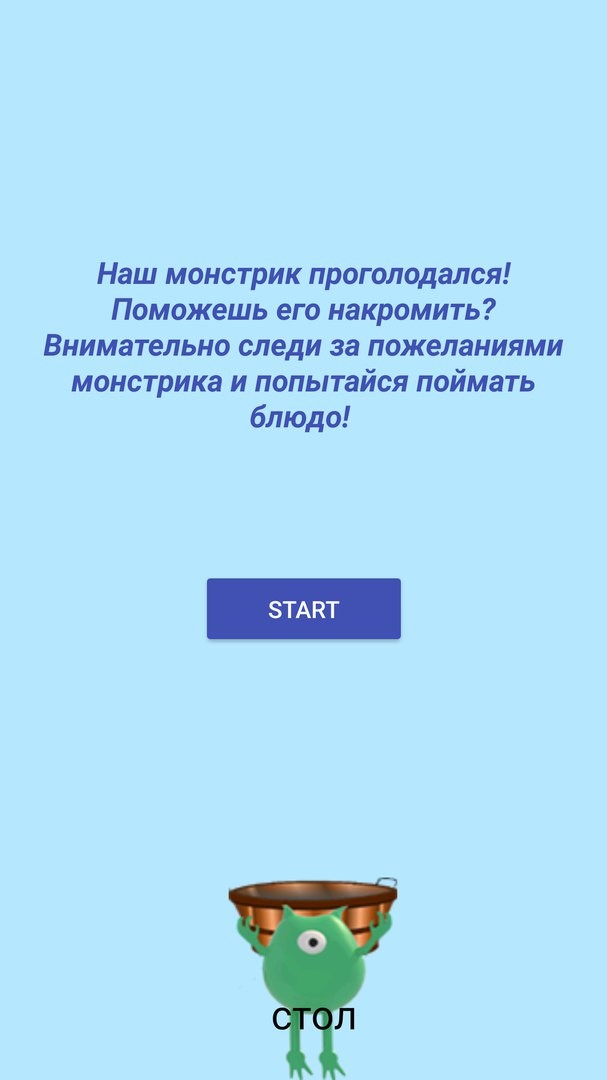 Наш монстрик проголодался!
Поможешь его накромить?
Внимательно следи за пожеланиями
монстрика и попытайся поймать
блюдо!
START
стол